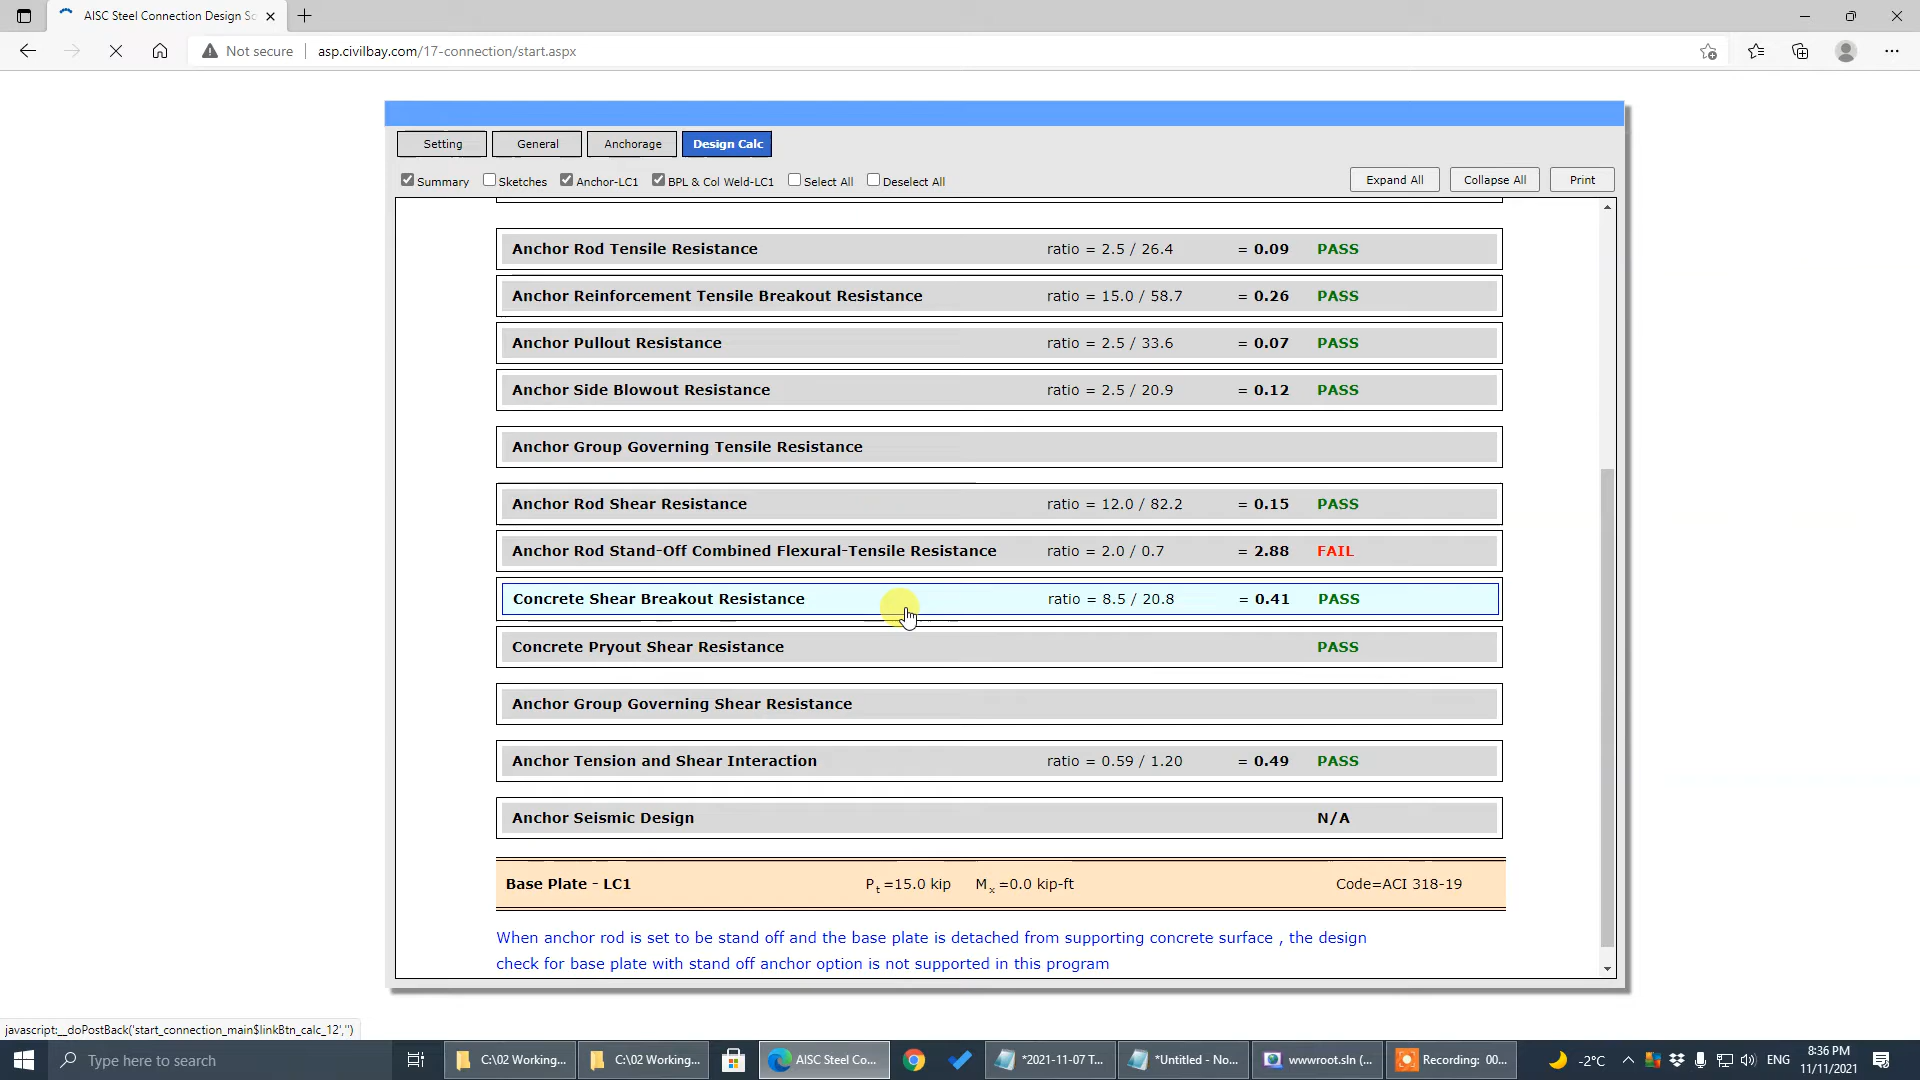 AISC Steel Connection Design So
Not secure
asp.civilbay.com/17-connection/start.aspx
Setting General Anchorage Design Calc
Summary Sketches Anchor-LC1 BPL & Col Weld-LC1 Select All Deselect All Expand All Collapse All Print
Anchor Rod Tensile Resistance ratio = 2.5 / 26.4 = 0.09 PASS
Anchor Reinforcement Tensile Breakout Resistance ratio = 15.0 / 58.7 = 0.26 PASS
Anchor Pullout Resistance ratio = 2.5 / 33.6 = 0.07 PASS
Anchor Side Blowout Resistance ratio = 2.5 / 20.9 = 0.12 PASS
Anchor Group Governing Tensile Resistance
Anchor Rod Shear Resistance ratio = 12.0 / 82.2 = 0.15 PASS
Anchor Rod Stand-Off Combined Flexural-Tensile Resistance ratio = 2.0 / 0.7 = 2.88 FAIL
Concrete Shear Breakout Resistance ratio = 8.5 / 20.8 = 0.41 PASS
Concrete Pryout Shear Resistance PASS
Anchor Group Governing Shear Resistance
Anchor Tension and Shear Interaction ratio = 0.59 / 1.20 = 0.49 PASS
Anchor Seismic Design N/A
Base Plate - LC1 Pt =15.0 kip Mx =0.0 kip-ft Code=ACI 318-19
When anchor rod is set to be stand off and the base plate is detached from supporting concrete surface , the design
check for base plate with stand off anchor option is not supported in this program
javascript:__doPostBack('start_connection_main$linkBtn_calc_12','')
Type here to search C:\02 Working... C:\02 Working... AISC Steel Co... *2021-11-07 T... *Untitled - No... wwwroot.sln (... Recording: 00... -2°C ENG 8:36 PM
11/11/2021